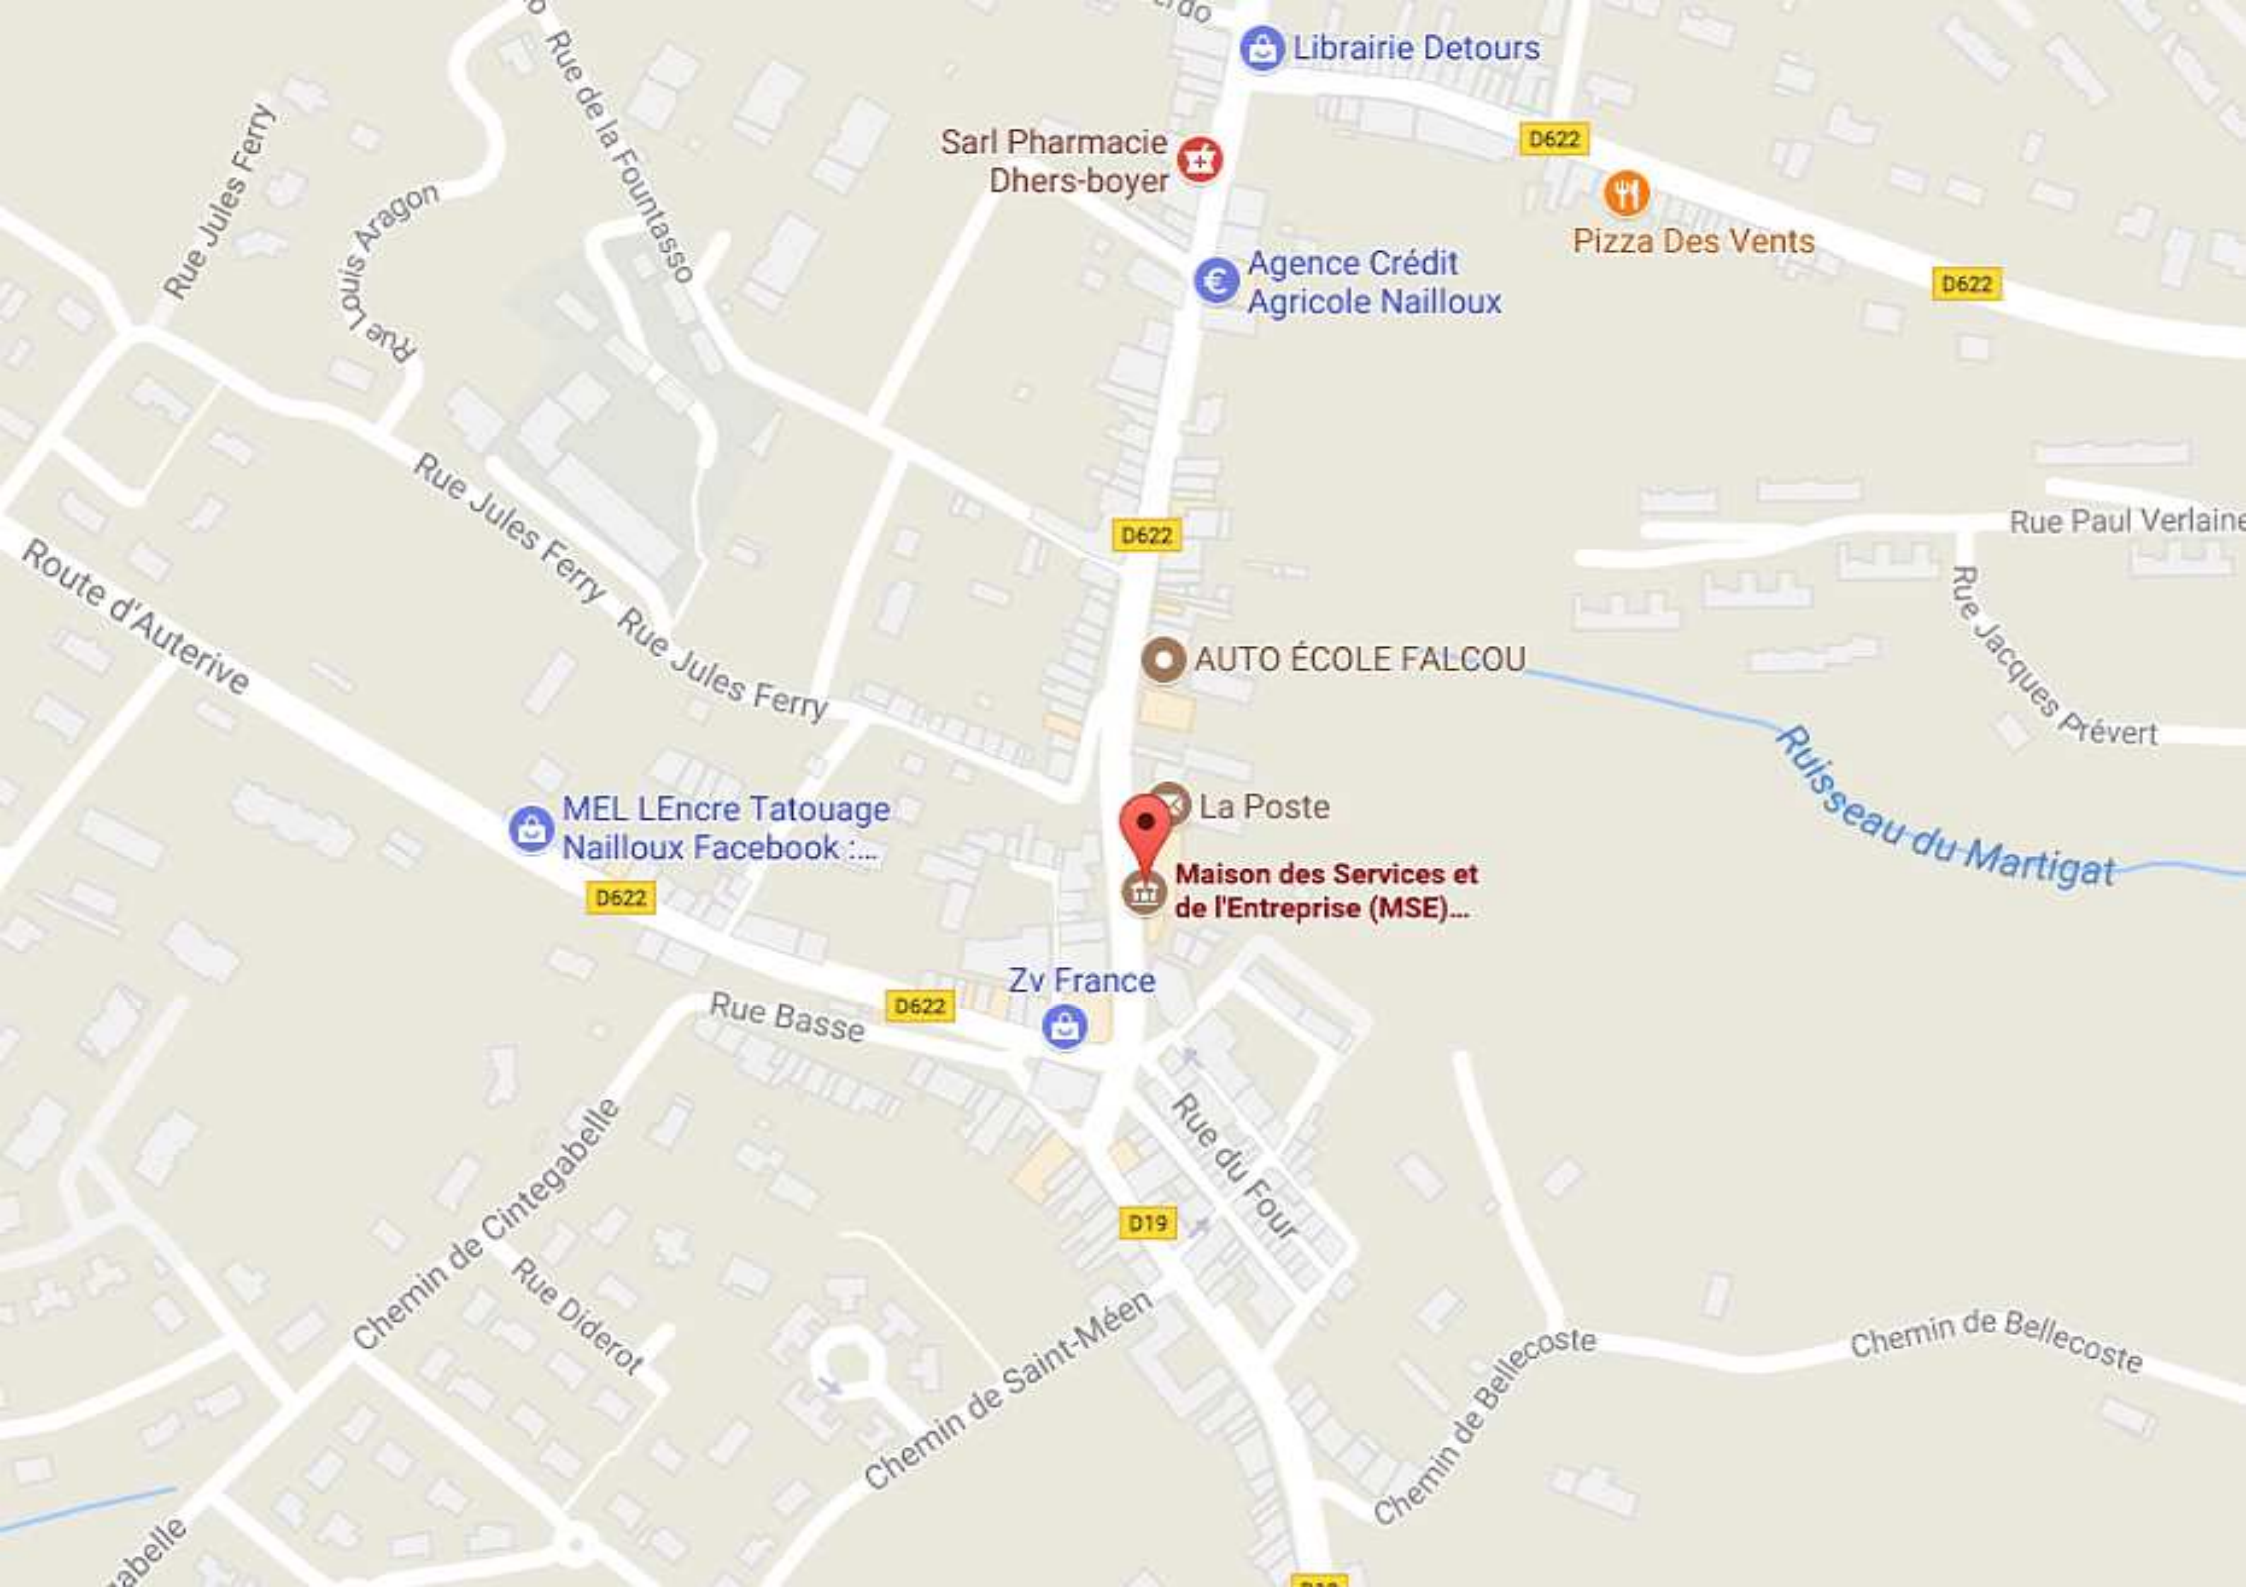 Librairie Detours
Sarl Pharmacie
Dhers-boyer
D622
Pizza Des Vents
Rue de la Fountasso
Rue Jules Ferry
Rue Louis Aragon
Agence Crédit
Agricole Nailloux
D622
Rue Jules Ferry
Rue Paul Verlaine
D622
Route d'Auterive
Rue Jules Ferry
Rue Jacques Prévert
AUTO ÉCOLE FALCOU
Ruisseau du Martigat
MEL LEncre Tatouage
Nailloux Facebook :...
La Poste
Maison des Services et
de l'Entreprise (MSE)...
D622
Zv France
D622
Rue Basse
Rue du Four
Chemin de Cintegabelle
D19
Rue Diderot
Chemin de Saint-Méen
Chemin de Bellecoste
Chemin de Bellecoste
abelle